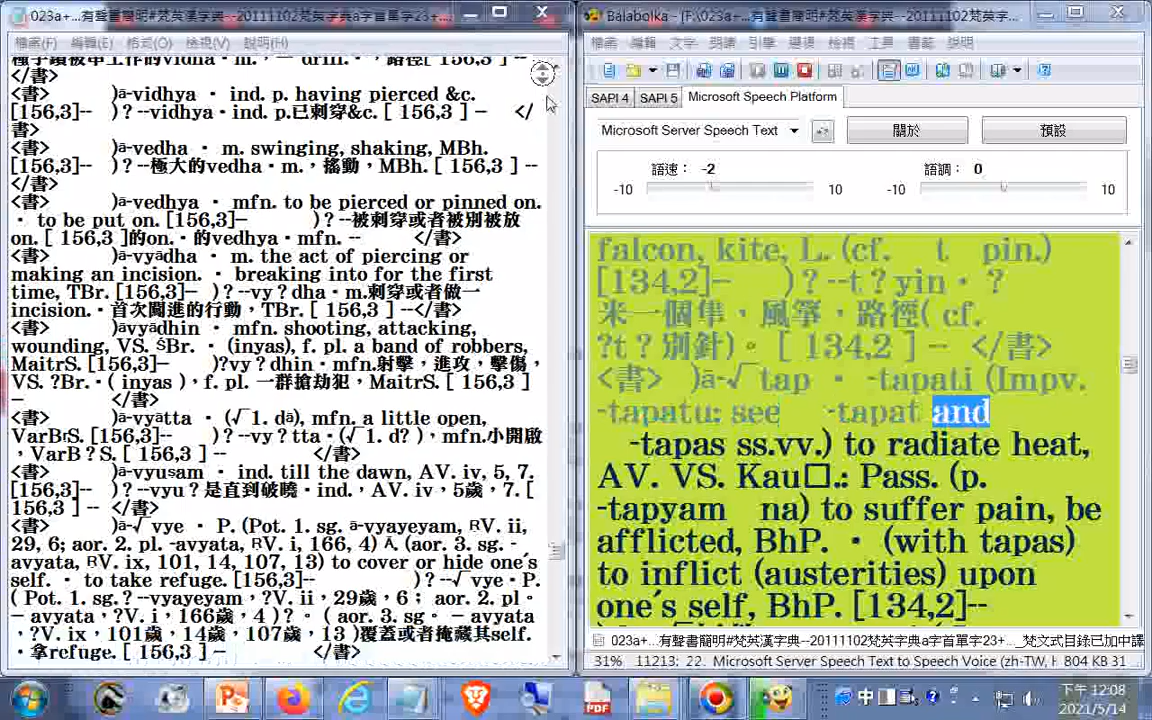 023a+...有聲書簡明#梵英漢字典--20111102梵英字典a字首單字23+...
檔案(F) 編輯(E) 格式(O) 檢視(V) 說明(H)
種子鑽被申工作的vidha•m.,一 drill.,路徑[ 156,3 ]--
</書>
<書> )ā-vidhya • ind. p. having pierced &c.
[156,3]-- )? --vidhya•ind. p.已刺穿&c. [ 156,3 ] -- </
書>
<書> )ā-vedha • m. swinging, shaking, MBh.
[156,3]-- )? --極大的vedha•m.,搖動,MBh. [ 156,3 ] --
</書>
<書> )ā-vedhya • mfn. to be pierced or pinned on.
• to be put on. [156,3]-- )? --被刺穿或者被別被放
on. [ 156,3 ]的on.•的vedhya•mfn. -- </書>
<書> )ā-vyādha • m. the act of piercing or
making an incision. • breaking into for the first
time, TBr. [156,3]-- )? --vy ? dha•m.刺穿或者做一
incision.•首次闖進的行動,TBr. [ 156,3 ] --</書>
<書> )āvyādhin • mfn. shooting, attacking,
wounding, VS. ŚBr. • (inyas), f. pl. a band of robbers,
MaitrS. [156,3]-- )?vy ? dhin•mfn.射擊,進攻,擊傷,
VS. ?Br.•( inyas ), f. pl. 一群搶劫犯,MaitrS. [ 156,3 ]
-- </書>
<書> )ā-vyātta • (√ 1. dā), mfn. a little open,
VarBṛS. [156,3]-- )? --vy ? tta•(√ 1. d? ),mfn.小開啟
,VarB ? S. [ 156,3 ]-- </書>
<書> )ā-vyuṣam • ind. till the dawn, AV. iv, 5, 7.
[156,3]-- )? --vyu ? 是直到破曉•ind.,AV. iv,5歲,7. [
156,3 ] -- </書>
<書> )ā-√ vye • P. (Pot. 1. sg. ā-vyayeyam, ṚV. ii,
29, 6; aor. 2. pl. -avyata, ṚV. i, 166, 4) Ā. (aor. 3. sg. -
avyata, ṚV. ix, 101, 14, 107, 13) to cover or hide one′s
self. • to take refuge. [156,3]-- )? --√ vye•P.
( Pot. 1. sg. ? --vyayeyam,?V. ii,29歲,6; aor. 2. pl。
–avyata,?V. i,166歲,4 )?。( aor. 3. sg。–avyata
,?V. ix,101歲,14歲,107歲,13 )覆蓋或者掩藏其self.
•拿refuge. [ 156,3 ]-- </書>
Balabolka - [F:\023a+...有聲書簡明#梵英漢字典--20111102梵英字...
檔案 編輯 文字 朗讀 引擎 選項 檢視 工具 書籤 說明
SAPI 4 SAPI 5 Microsoft Speech Platform
Microsoft Server Speech Text 關於 預設
語速: -2 語調: 0
-10 10 -10 10
falcon, kite, L. (cf. t pin.)
[134,2]-- )? --t ? yin•?
米一個隼,風箏,路徑( cf.
?t ? 別針)。[ 134,2 ] -- </書>
<書> )ā-√ tap • -tapati (Impv.
-tapatu: see -tapat and
-tapas ss.vv.) to radiate heat,
AV. VS. Kau□.: Pass. (p.
-tapyam na) to suffer pain, be
afflicted, BhP. • (with tapas)
to inflict (austerities) upon
one′s self, BhP. [134,2]--
023a+...有聲書簡明#梵英漢字典--20111102梵英字典a字首單字23+..._梵文式目錄已加中譯
31% 11213: 22. Microsoft Server Speech Text to Speech Voice (zh-TW, H 804 KB 31
中
下午 12:08
2021/5/14